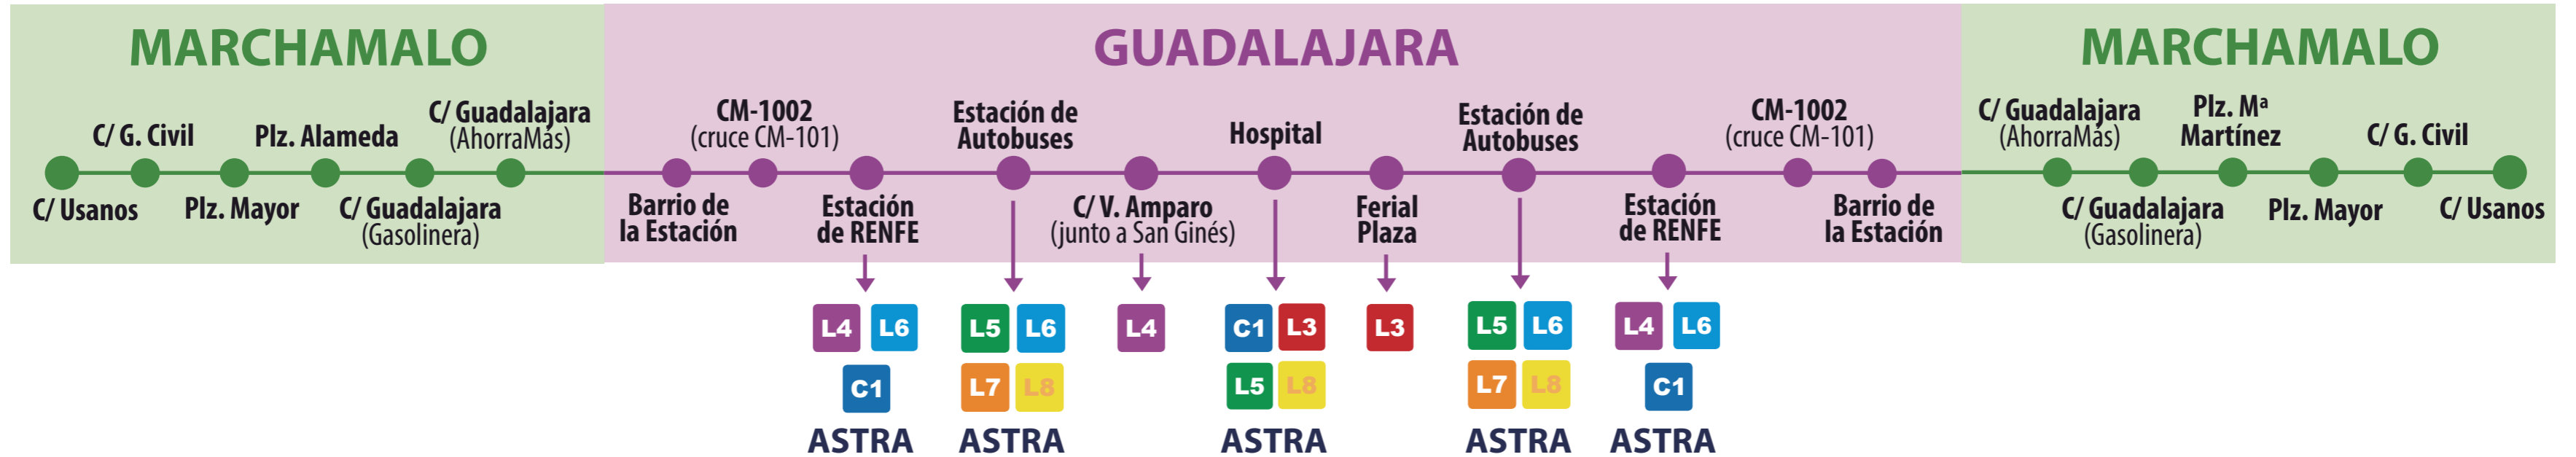 MARCHAMALO
GUADALAJARA
MARCHAMALO
C/ Usanos
C/ G. Civil
Plz. Mayor
Plz. Alameda
C/ Guadalajara
(Gasolinera)
C/ Guadalajara
(AhorraMás)
Barrio de
la Estación
CM-1002
(cruce CM-101)
Estación
de RENFE
Estación de
Autobuses
C/ V. Amparo
(junto a San Ginés)
Hospital
Ferial
Plaza
Estación de
Autobuses
Estación
de RENFE
CM-1002
(cruce CM-101)
Barrio de
la Estación
C/ Guadalajara
(AhorraMás)
C/ Guadalajara
(Gasolinera)
Plz. Mª
Martínez
Plz. Mayor
C/ G. Civil
C/ Usanos
L4 L6
C1
ASTRA
L5 L6
L7 L8
ASTRA
L4
C1 L3
L5 L8
ASTRA
L3
L5 L6
L7 L8
ASTRA
L4 L6
C1
ASTRA